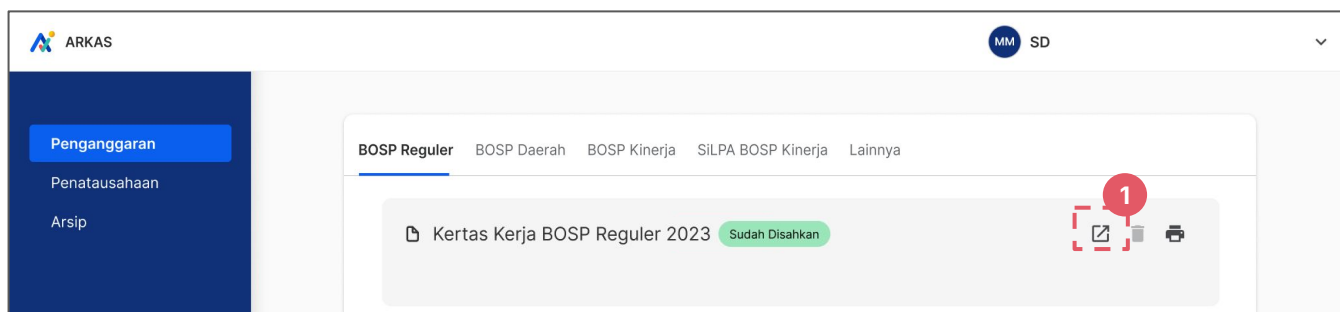 ARKAS
MM SD
Penganggaran
Penatausahaan
Arsip
BOSP Reguler BOSP Daerah BOSP Kinerja SiLPA BOSP Kinerja Lainnya
1
Kertas Kerja BOSP Reguler 2023 Sudah Disahkan